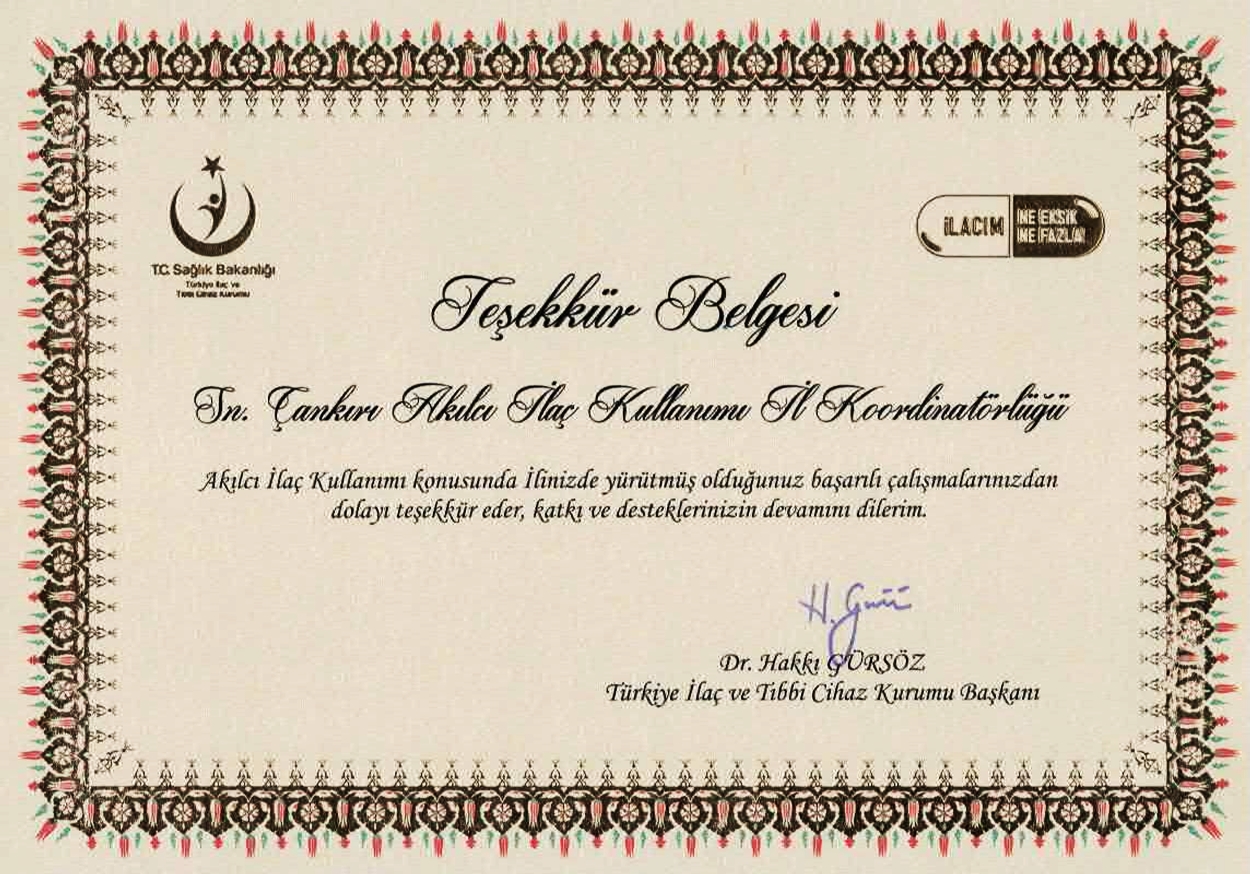 T.C. Sağlık Bakanlığı
Türkiye İlaç ve
Tıbbi Cihaz Kurumu
İLACIM
NE EKSİK
NE FAZLA!
Teşekkür Belgesi
Sn. Çankırı Akılcı İlaç Kullanımı İl Koordinatörlüğü
Akılcı İlaç Kullanımı konusunda İlinizde yürütmüş olduğunuz başarılı çalışmalarınızdan
dolayı teşekkür eder, katkı ve desteklerinizin devamını dilerim.
Dr. Hakkı GÜRSÖZ
Türkiye İlaç ve Tıbbi Cihaz Kurumu Başkanı